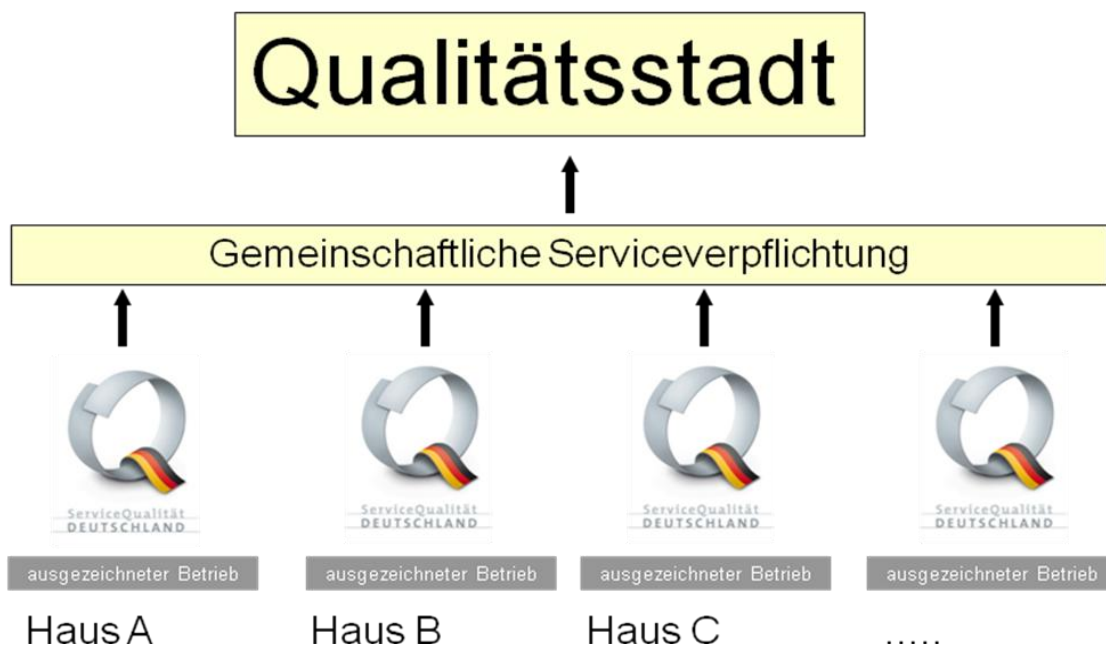 Qualitätsstadt
Gemeinschaftliche Serviceverpflichtung
ServiceQualität
DEUTSCHLAND
ServiceQualität
DEUTSCHLAND
ServiceQualität
DEUTSCHLAND
ServiceQualität
DEUTSCHLAND
ausgezeichneter Betrieb
ausgezeichneter Betrieb
ausgezeichneter Betrieb
ausgezeichneter Betrieb
Haus A
Haus B
Haus C
.....